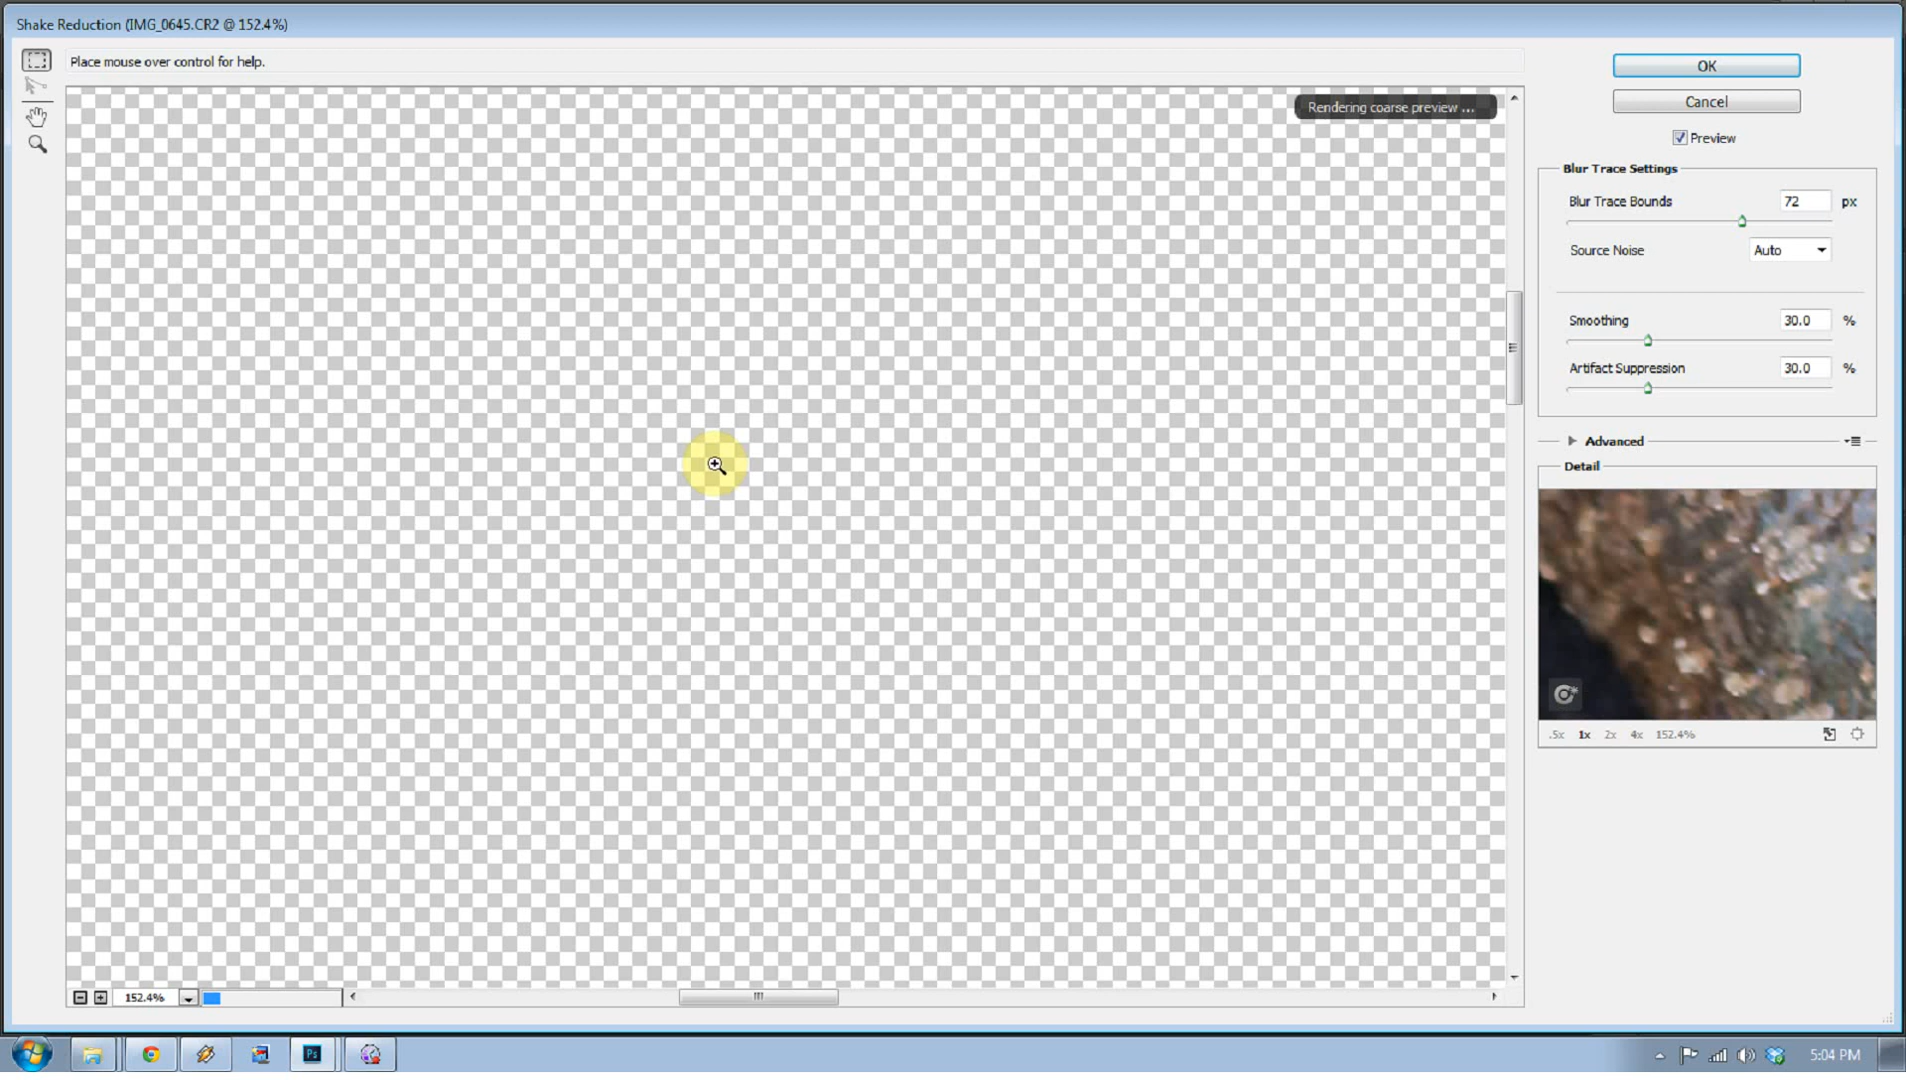 Shake Reduction (IMG_0645.CR2 @ 152.4%)
Place mouse over control for help.
Rendering coarse preview ...
OK
Cancel
Preview
Blur Trace Settings
Blur Trace Bounds 72 px
Source Noise Auto
Smoothing 30.0 %
Artifact Suppression 30.0 %
Advanced
Detail
.5x 1x 2x 4x 152.4%
152.4%
Ps
5:04 PM